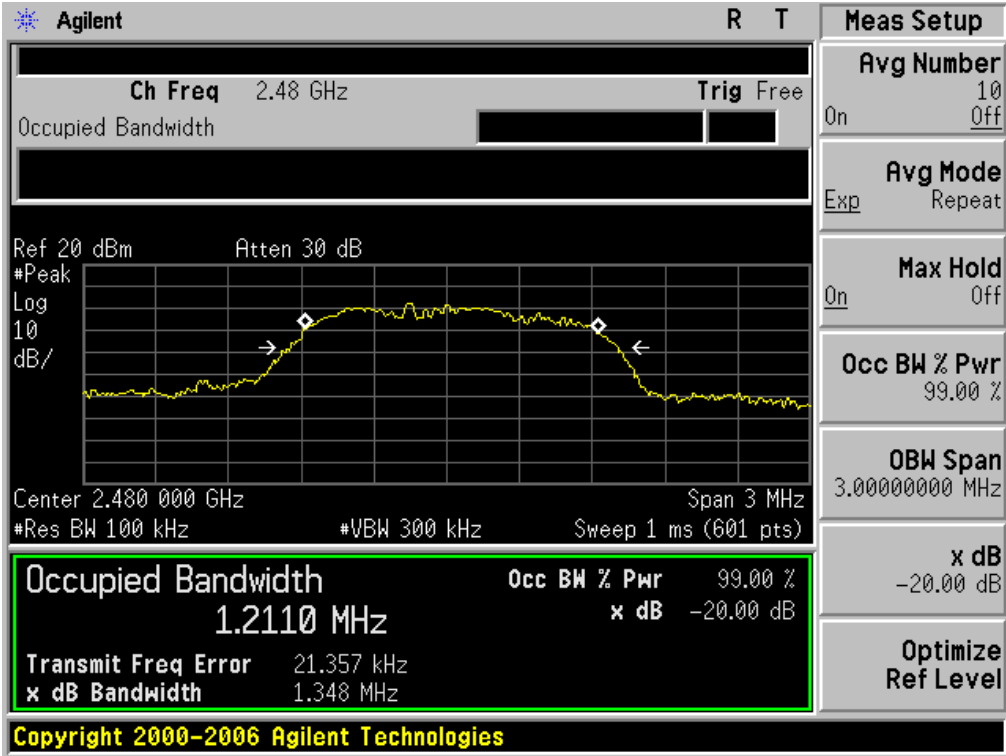 Agilent R T
Ch Freq 2.48 GHz Trig Free
Occupied Bandwidth
Ref 20 dBm Atten 30 dB
#Peak
Log
10
dB/
Center 2.480 000 GHz Span 3 MHz
#Res BW 100 kHz #VBW 300 kHz Sweep 1 ms (601 pts)
Occupied Bandwidth Occ BW % Pwr 99.00 %
1.2110 MHz x dB -20.00 dB
Transmit Freq Error 21.357 kHz
x dB Bandwidth 1.348 MHz
Copyright 2000-2006 Agilent Technologies
Meas Setup
Avg Number
10
On Off
Avg Mode
Exp Repeat
Max Hold
On Off
Occ BW % Pwr
99.00 %
OBW Span
3.00000000 MHz
x dB
-20.00 dB
Optimize
Ref Level